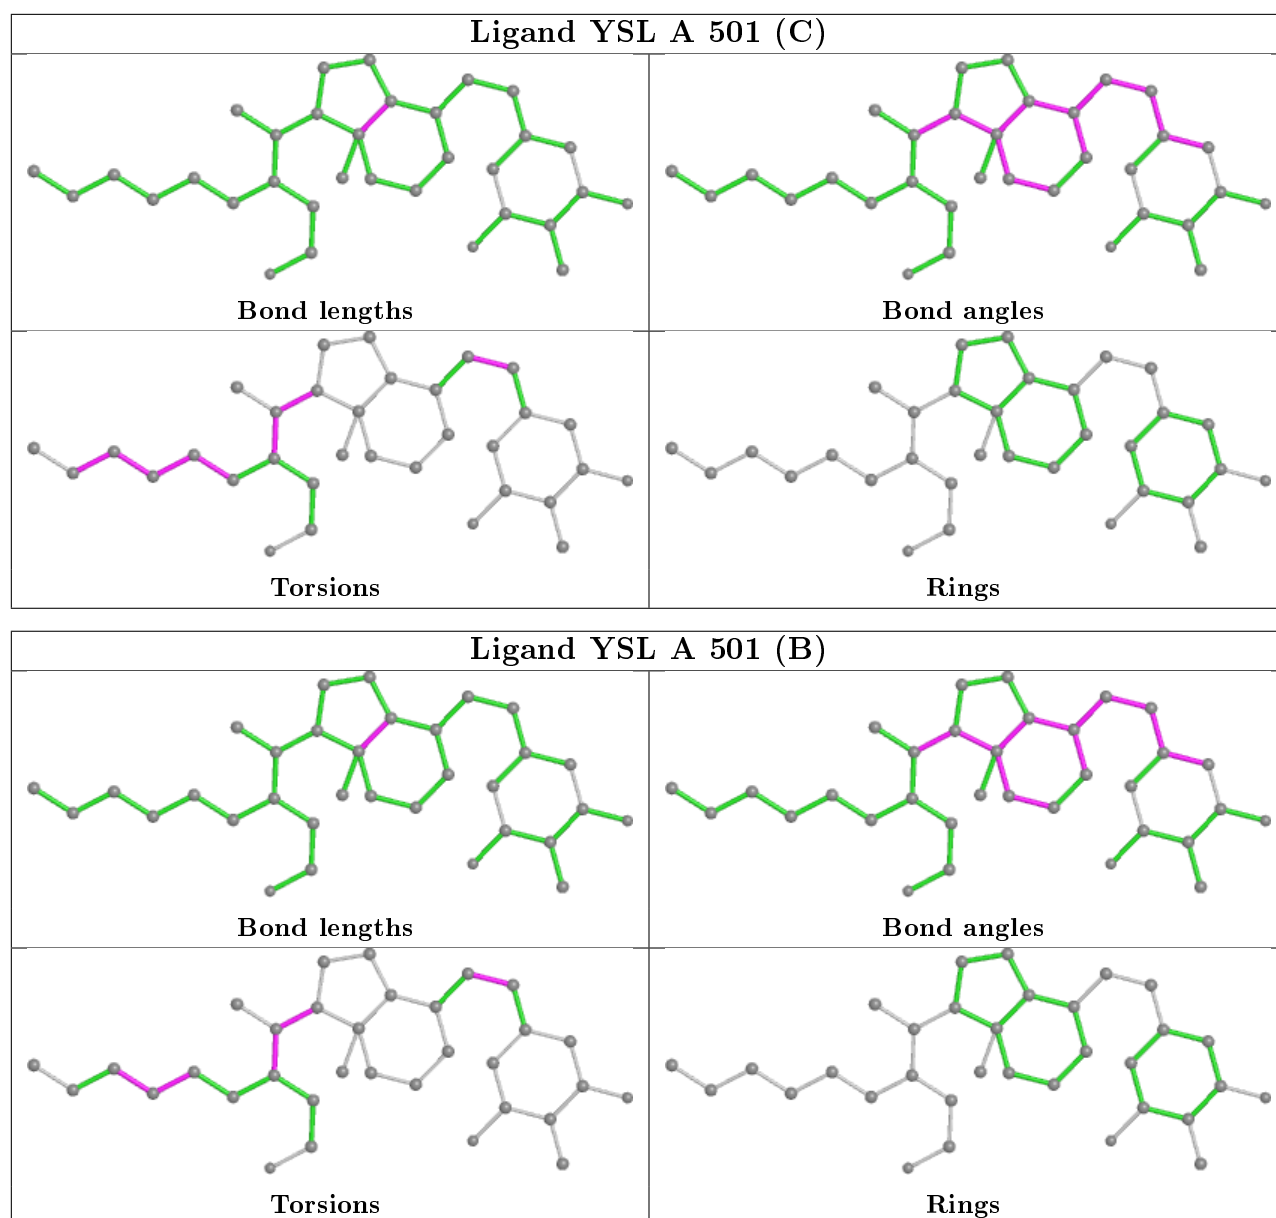 Ligand YSL A 501 (C)
Bond lengths
Bond angles
Torsions
Rings
Ligand YSL A 501 (B)
Bond lengths
Bond angles
Torsions
Rings